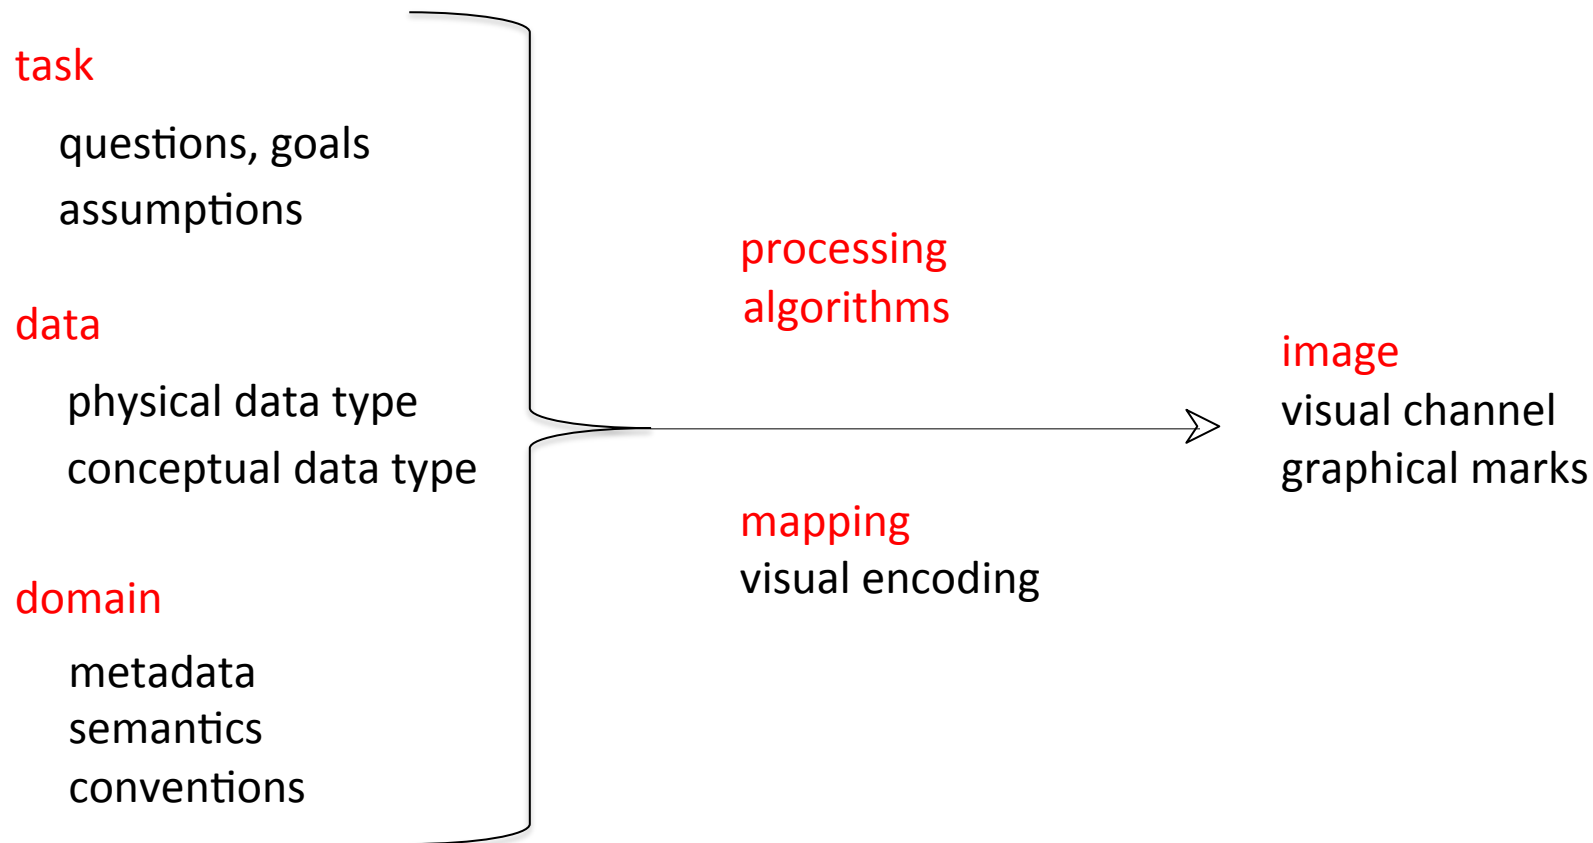 task
questions, goals
assumptions
data
physical data type
conceptual data type
domain
metadata
semantics
conventions
processing
algorithms
mapping
visual encoding
image
visual channel
graphical marks